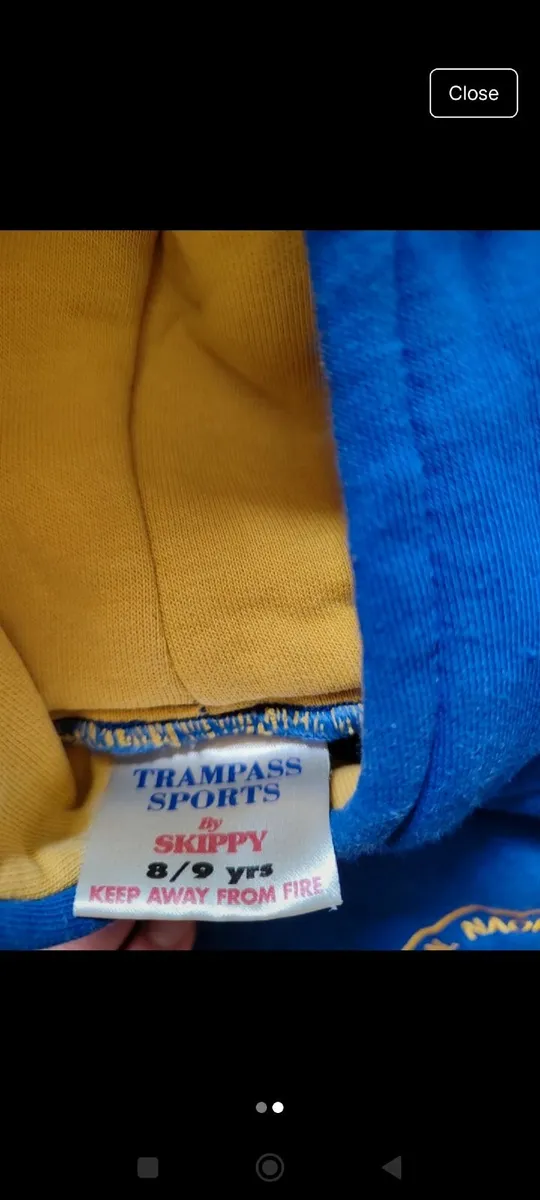 Close
TRAMPASS
SPORTS
By
SKIPPY
8/9 yrs
KEEP AWAY FROM FIRE